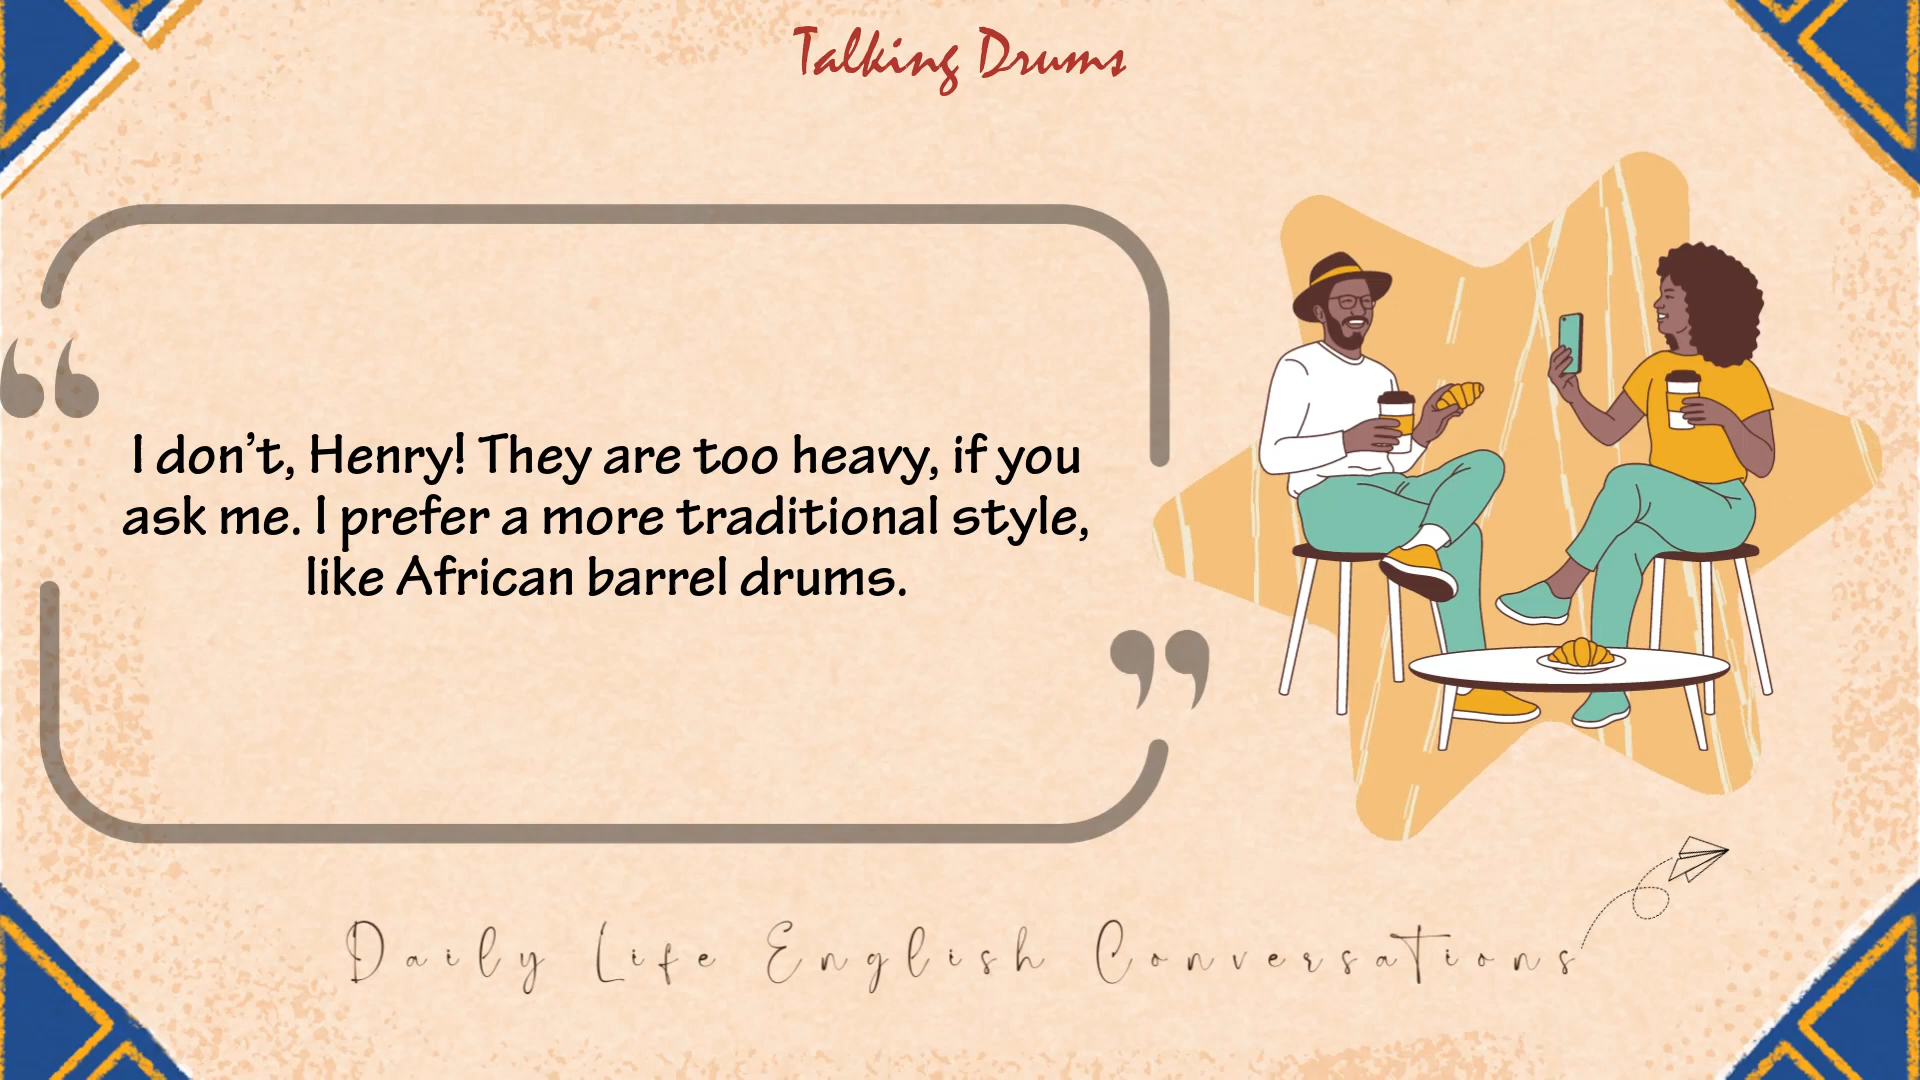 Talking Drums
I don't, Henry! They are too heavy, if you
ask me. I prefer a more traditional style,
like African barrel drums.
Daily Life English Conversations